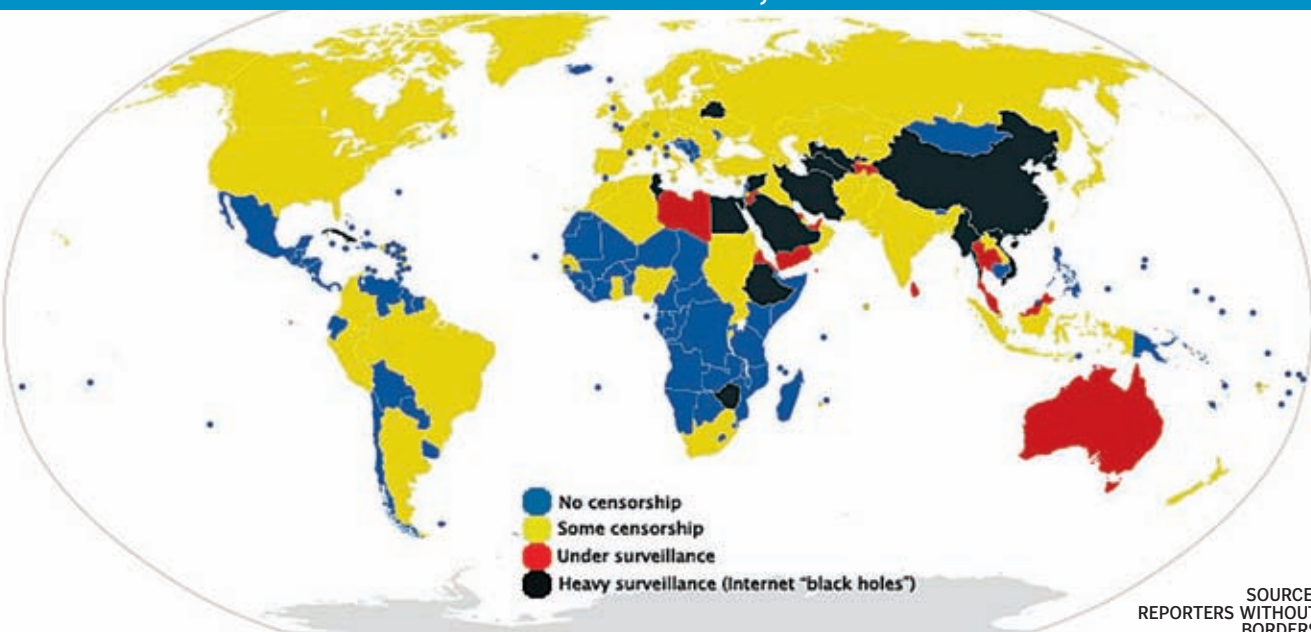 No censorship
Some censorship
Under surveillance
Heavy surveillance (Internet “black holes”)
SOURCE
REPORTERS WITHOUT
BORDERS